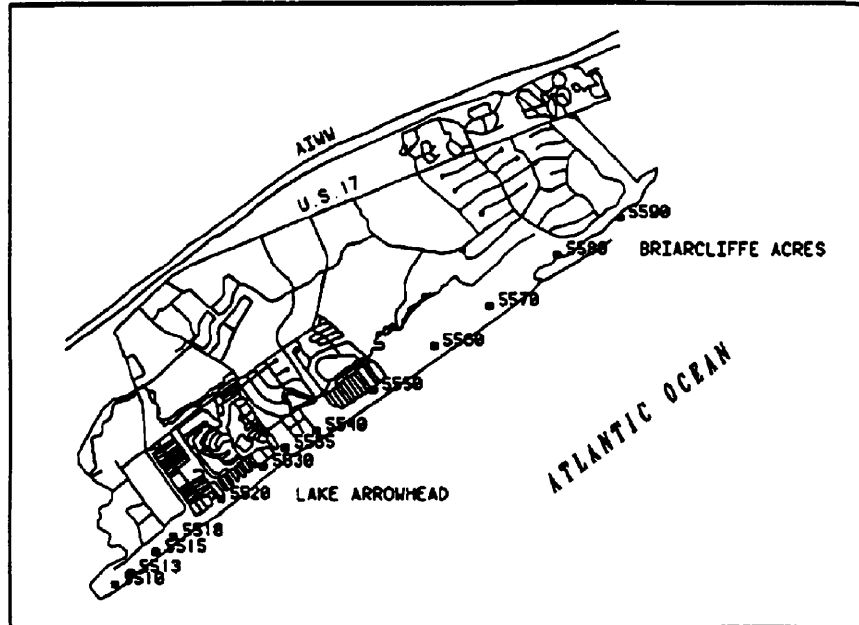 AIWW
U.S.17
5590
5580
BRIARCLIFFE ACRES
5570
5560
5550
ATLANTIC OCEAN
5540
5535
5530
5520
LAKE ARROWHEAD
5518
5515
5513
5510